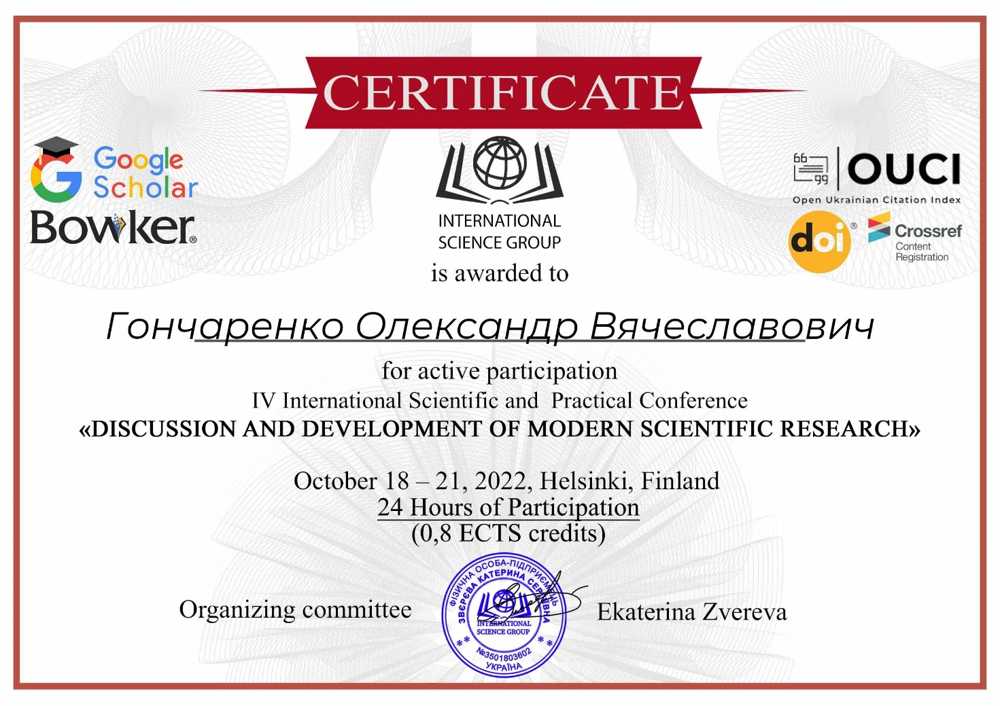 CERTIFICATE
Google
Scholar
Bowker®
INTERNATIONAL
SCIENCE GROUP
66
99
OUCI
Open Ukrainian Citation Index
doi®
Crossref
Content
Registration
is awarded to
Гончаренко Олександр Вячеславович
for active participation
IV International Scientific and Practical Conference
«DISCUSSION AND DEVELOPMENT OF MODERN SCIENTIFIC RESEARCH»
October 18 – 21, 2022, Helsinki, Finland
24 Hours of Participation
(0,8 ECTS credits)
Organizing committee
ФІЗИЧНА ОСОБА-ПІДПРИЄМЕЦЬ
ЗВЄРЄВА КАТЕРИНА СЕРГІЇВНА
INTERNATIONAL
SCIENCE GROUP
№3501803602
УКРАЇНА
Ekaterina Zvereva